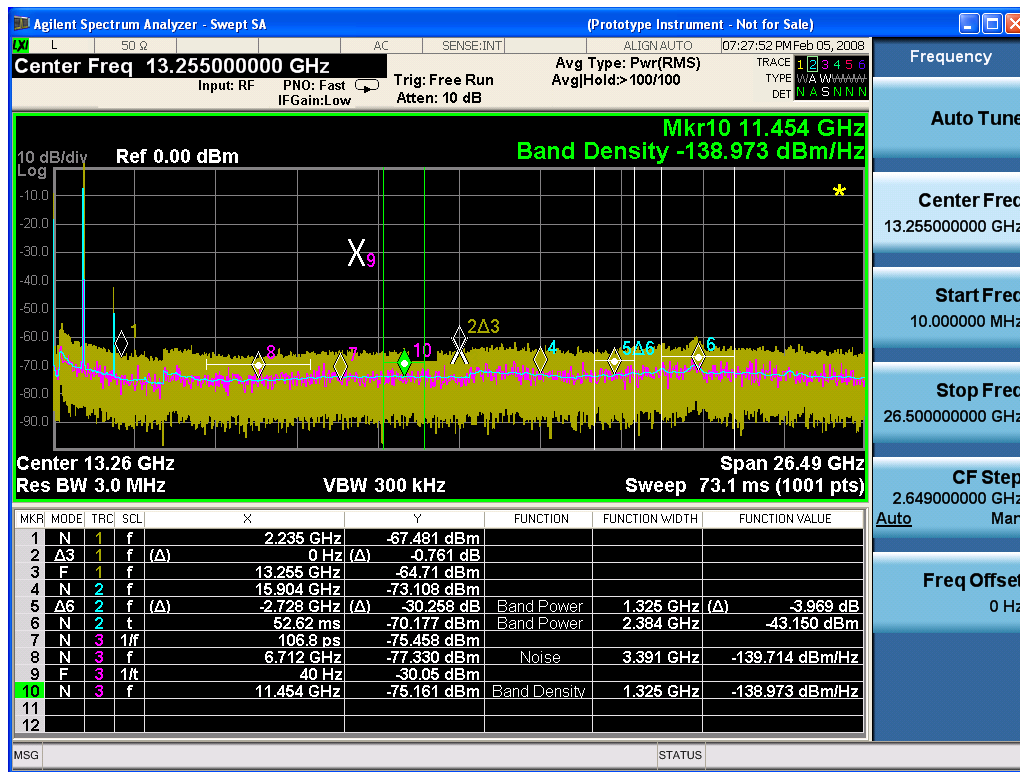 Agilent Spectrum Analyzer - Swept SA (Prototype Instrument - Not for Sale)
LXI L 50 Ω AC SENSE:INT ALIGN AUTO 07:27:52 PM Feb 05, 2008
Center Freq 13.255000000 GHz
Input: RF PNO: Fast IFGain:Low
Trig: Free Run
Atten: 10 dB
Avg Type: Pwr(RMS)
Avg|Hold:>100/100
TRACE 1 2 3 4 5 6
TYPE W A W W W W
DET N A S N N N
Mkr10 11.454 GHz
Band Density -138.973 dBm/Hz
10 dB/div Ref 0.00 dBm
Log
-10.0
-20.0
-30.0
-40.0
-50.0
-60.0
-70.0
-80.0
-90.0
X9
1
2Δ3
8
7
10
4
5Δ6
6
*
Center 13.26 GHz Span 26.49 GHz
Res BW 3.0 MHz VBW 300 kHz Sweep 73.1 ms (1001 pts)
MKR MODE TRC SCL X Y FUNCTION FUNCTION WIDTH FUNCTION VALUE
1 N 1 f 2.235 GHz -67.481 dBm
2 Δ3 1 f (Δ) 0 Hz (Δ) -0.761 dB
3 F 1 f 13.255 GHz -64.71 dBm
4 N 2 f 15.904 GHz -73.108 dBm
5 Δ6 2 f (Δ) -2.728 GHz (Δ) -30.258 dB Band Power 1.325 GHz (Δ) -3.969 dB
6 N 2 t 52.62 ms -70.177 dBm Band Power 2.384 GHz -43.150 dBm
7 N 3 1/f 106.8 ps -75.458 dBm
8 N 3 f 6.712 GHz -77.330 dBm Noise 3.391 GHz -139.714 dBm/Hz
9 F 3 1/t 40 Hz -30.05 dBm
10 N 3 f 11.454 GHz -75.161 dBm Band Density 1.325 GHz -138.973 dBm/Hz
11
12
MSG STATUS
Frequency
Auto Tune
Center Freq
13.255000000 GHz
Start Freq
10.000000 MHz
Stop Freq
26.500000000 GHz
CF Step
2.649000000 GHz
Auto Man
Freq Offset
0 Hz